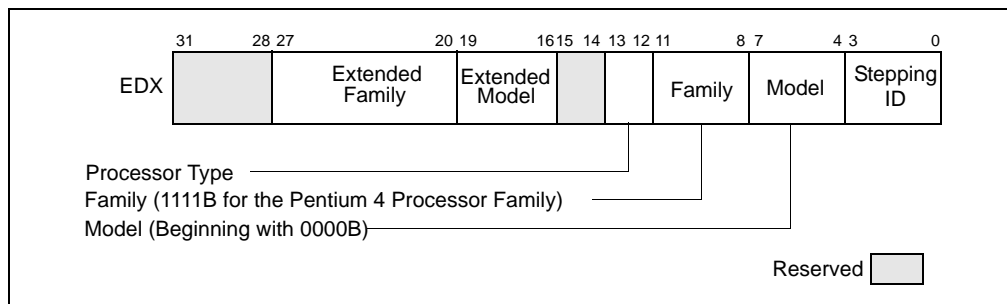 31 28 27 20 19 16 15 14 13 12 11 8 7 4 3 0
EDX Extended Family Extended Model Family Model Stepping ID
Processor Type
Family (1111B for the Pentium 4 Processor Family)
Model (Beginning with 0000B)
Reserved